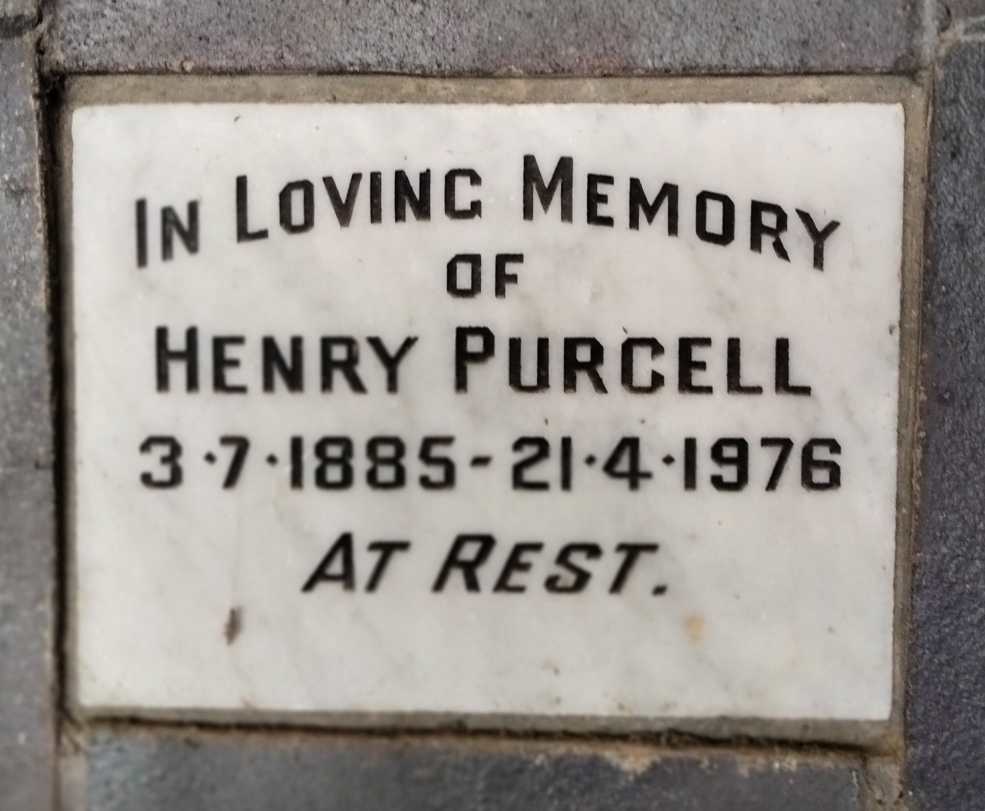 IN LOVING MEMORY
OF
HENRY PURCELL
3·7·1885-21·4·1976
AT REST.